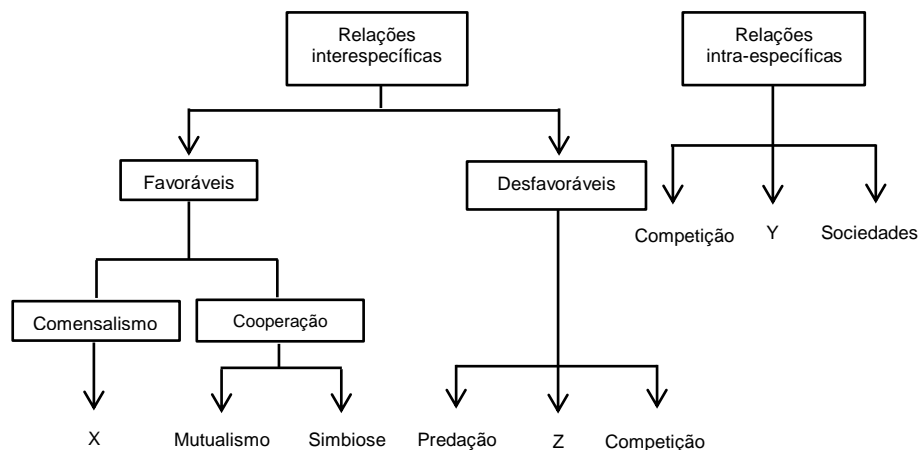 Relações
interespecíficas
Relações
intra-específicas
Favoráveis
Desfavoráveis
Competição
Y
Sociedades
Comensalismo
Cooperação
X
Mutualismo
Simbiose
Predação
Z
Competição